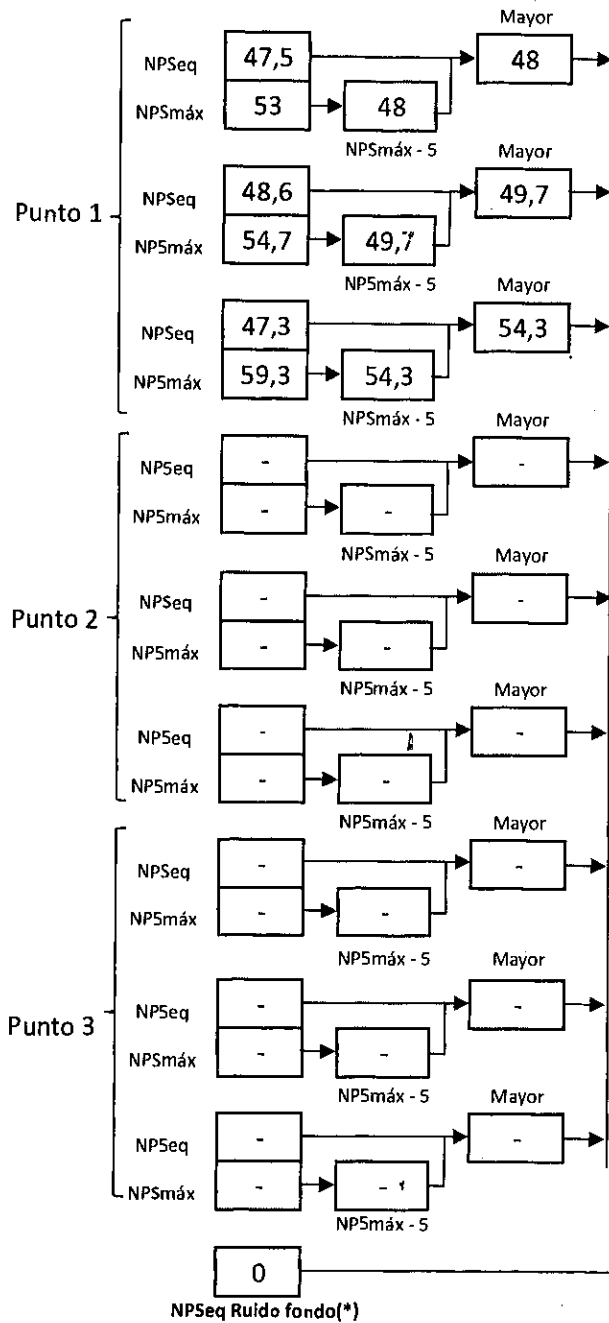 Mayor
NPSeq 47,5 48
NPSmáx 53 48
NPSmáx - 5
Mayor
Punto 1
NPSeq 48,6 49,7
NP5máx 54,7 49,7
NP5máx - 5
Mayor
NPSeq 47,3 54,3
NP5máx 59,3 54,3
NPSmáx - 5
Mayor
NP5eq - -
NP5máx - -
NPSmáx - 5
Mayor
Punto 2
NPSeq - -
NP5máx - -
NP5máx - 5
Mayor
NP5eq - -
NP5máx - -
NP5máx - 5
Mayor
NPSeq - -
NP5máx - -
NP5máx - 5
Mayor
Punto 3
NP5eq - -
NPSmáx - -
NP5máx - 5
Mayor
NP5eq - -
NPSmáx - -
NP5máx - 5
0
NPSeq Ruido fondo(*)